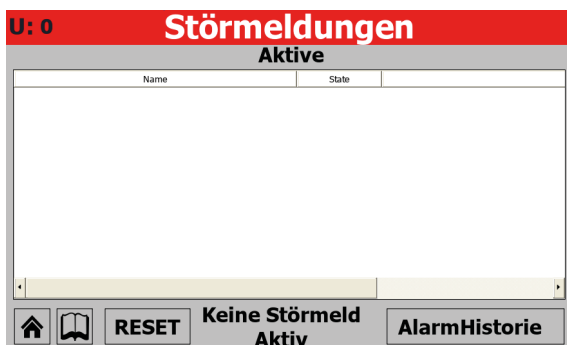 U: 0
Störmeldungen
Aktive
Name State
RESET
Keine Störmeld
Aktiv
AlarmHistorie